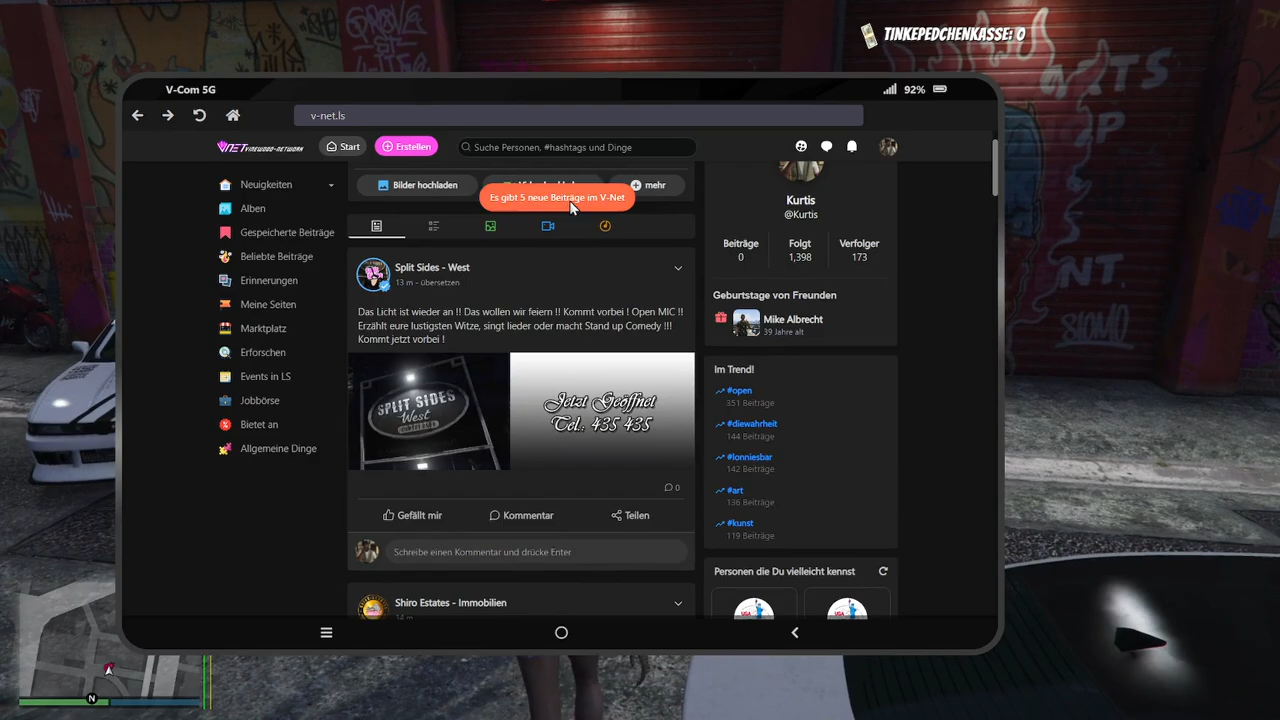 TINKEPEDCHENKASSE: 0
V-Com 5G
92%
v-net.ls
VNET VINEWOOD-NETWORK
Start
Erstellen
Suche Personen, #hashtags und Dinge
Neuigkeiten
Alben
Gespeicherte Beiträge
Beliebte Beiträge
Erinnerungen
Meine Seiten
Marktplatz
Erforschen
Events in LS
Jobbörse
Bietet an
Allgemeine Dinge
Bilder hochladen
mehr
Es gibt 5 neue Beiträge im V-Net
Split Sides - West
13 m - übersetzen
Das Licht ist wieder an !! Das wollen wir feiern !! Kommt vorbei ! Open MIC !!
Erzählt eure lustigsten Witze, singt lieder oder macht Stand up Comedy !!!
Kommt jetzt vorbei !
SPLIT SIDES
West
Jetzt Geöffnet
Tel.: 435 435
0
Gefällt mir
Kommentar
Teilen
Schreibe einen Kommentar und drücke Enter
Shiro Estates - Immobilien
14 m
Kurtis
@Kurtis
Beiträge
0
Folgt
1,398
Verfolger
173
Geburtstage von Freunden
Mike Albrecht
39 Jahre alt
Im Trend!
#open
351 Beiträge
#diewahrheit
144 Beiträge
#lonniesbar
142 Beiträge
#art
136 Beiträge
#kunst
119 Beiträge
Personen die Du vielleicht kennst
N